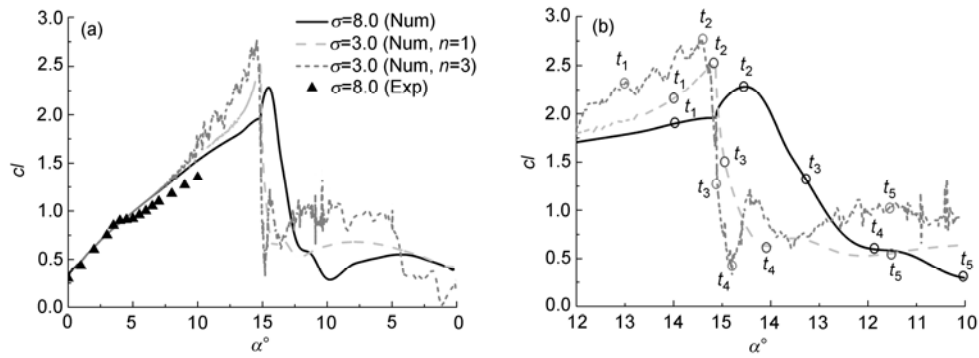 (a)
σ=8.0 (Num)
σ=3.0 (Num, n=1)
σ=3.0 (Num, n=3)
σ=8.0 (Exp)
3.0
2.5
2.0
1.5
1.0
0.5
0.0
cl
0 5 10 15 10 5 0
α°
(b)
3.0
2.5
2.0
1.5
1.0
0.5
0.0
cl
t1
t2
t2
t2
t1
t1
t3
t3
t3
t5
t4
t4
t4
t5
t5
12 13 14 14 13 12 11 10
α°